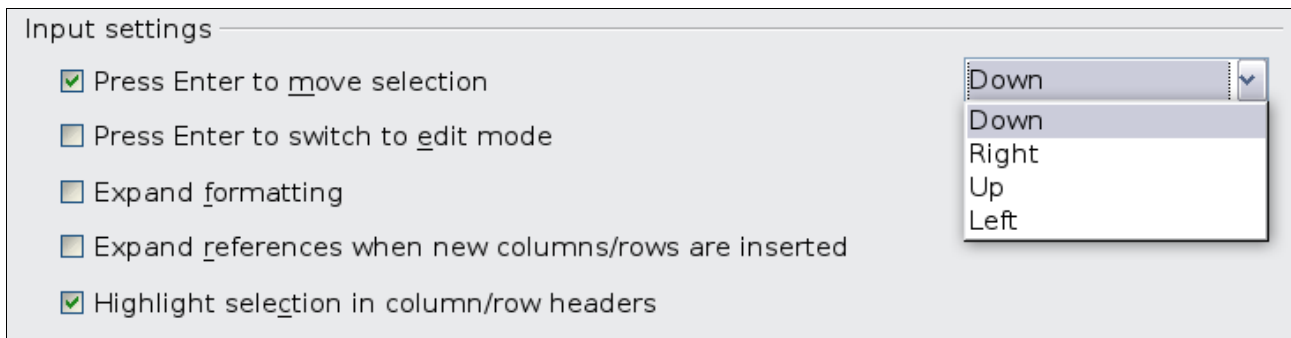 Input settings
Press Enter to move selection
Down
Down
Right
Up
Left
Press Enter to switch to edit mode
Expand formatting
Expand references when new columns/rows are inserted
Highlight selection in column/row headers